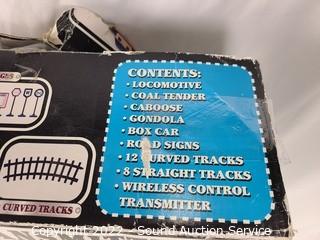 CONTENTS:
• LOCOMOTIVE
• COAL TENDER
• CABOOSE
• GONDOLA
• BOX CAR
• ROAD SIGNS
• 12 CURVED TRACKS
• 8 STRAIGHT TRACKS
• WIRELESS CONTROL
TRANSMITTER
CURVED TRACKS
Copyright 2022 - Sound Auction Service